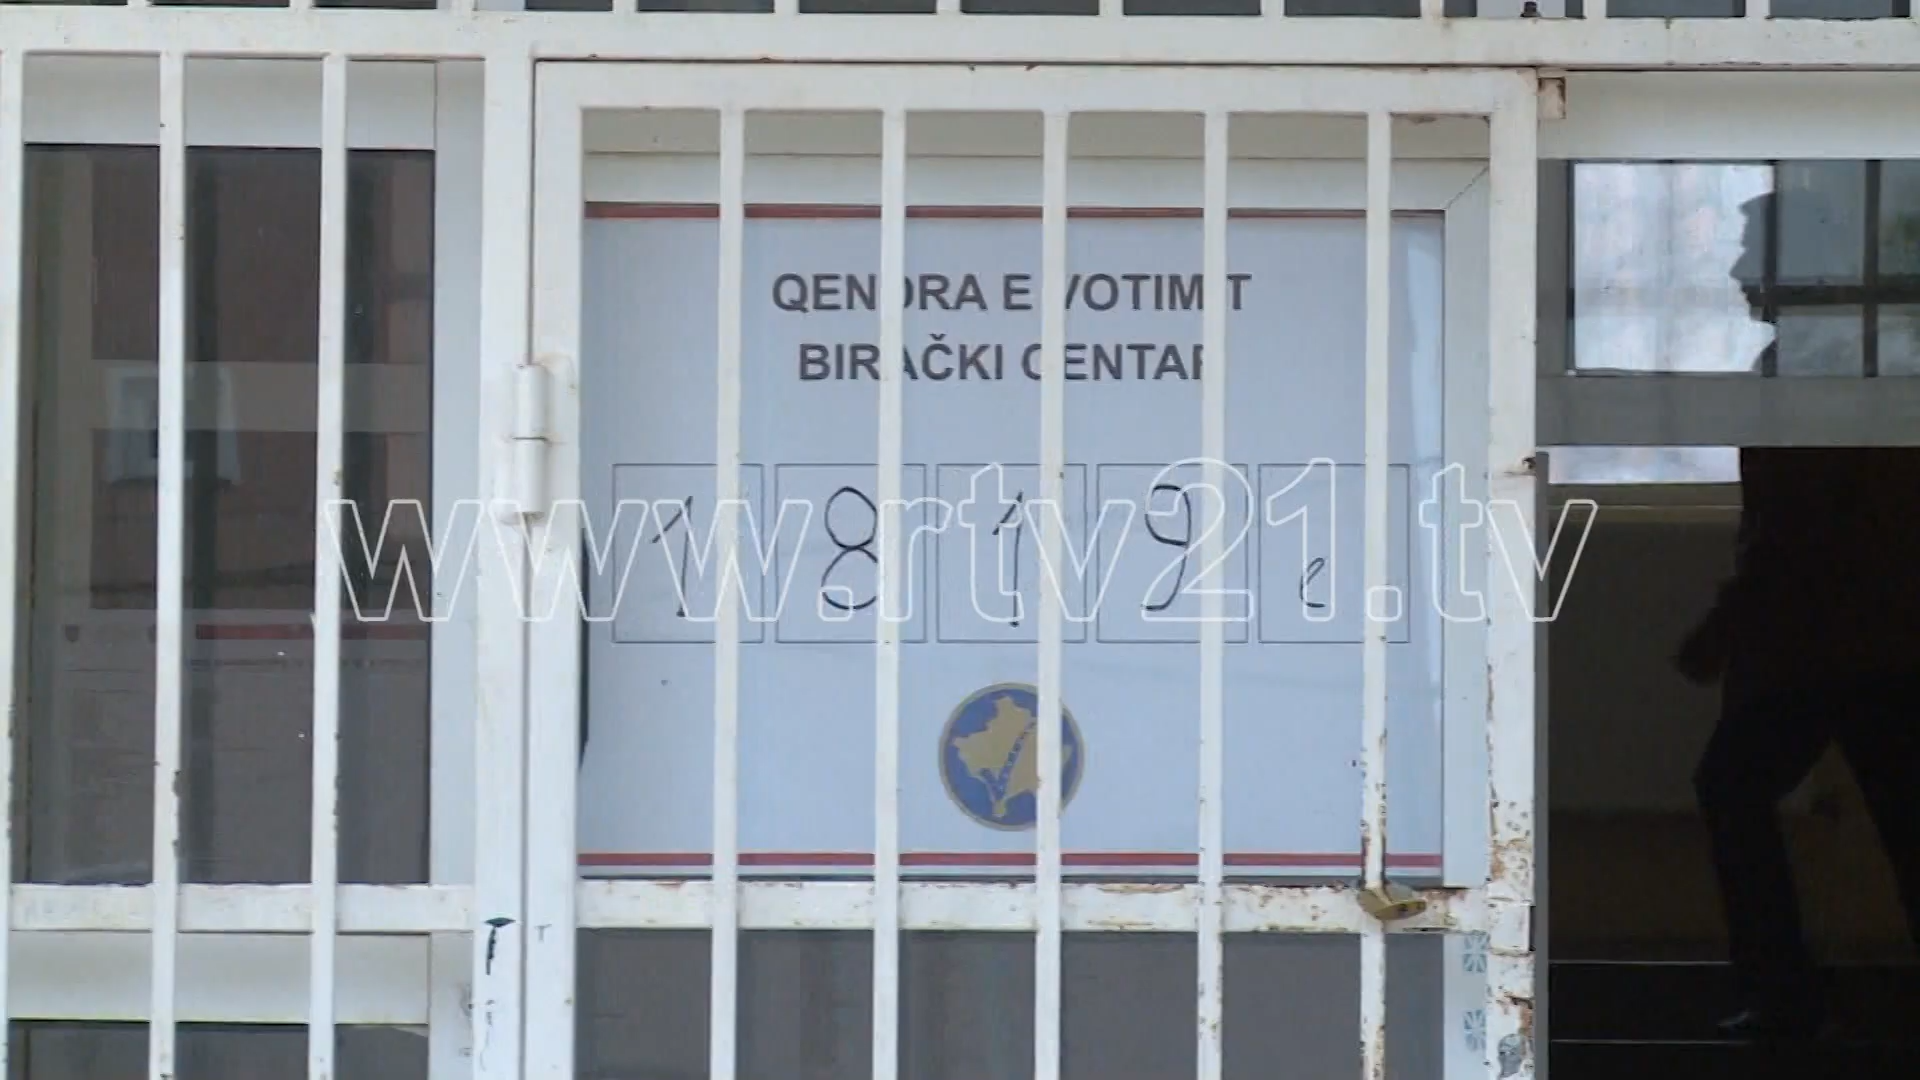 QENDRA E VOTIMIT
BIRAČKI CENTAR
1 8 1 9 e
www.rtv21.tv